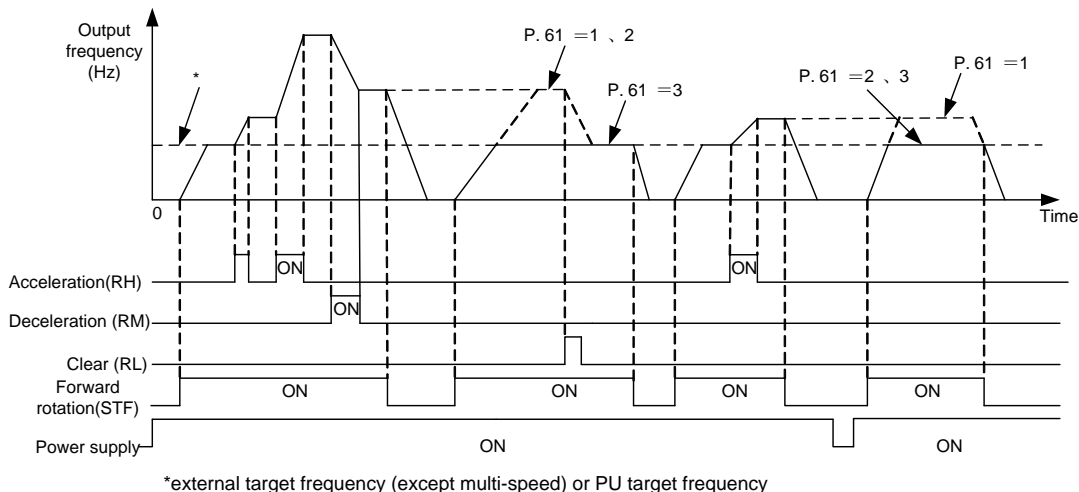 Output
frequency
(Hz)
*
P. 61 =1 、2
P. 61 =3
P. 61 =2 、3
P. 61 =1
0
Time
Acceleration(RH)
ON
ON
Deceleration (RM)
ON
Clear (RL)
Forward
rotation(STF)
ON
ON
ON
ON
Power supply
ON
ON
*external target frequency (except multi-speed) or PU target frequency